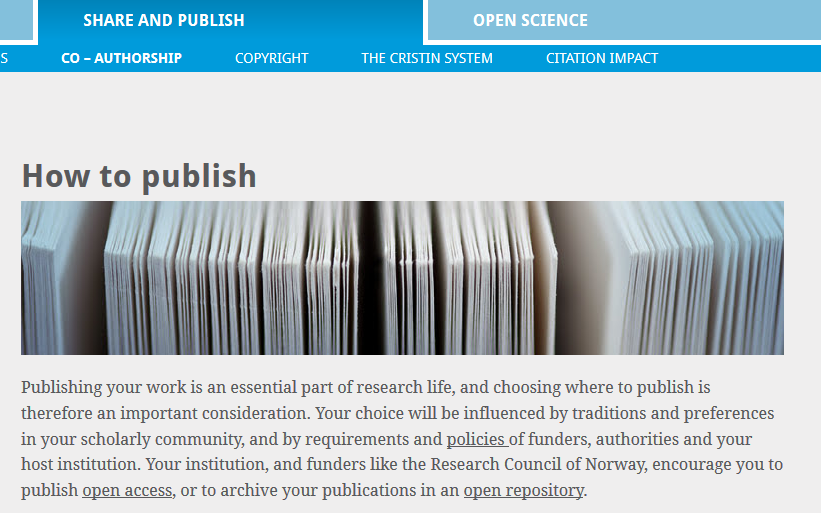 SHARE AND PUBLISH
OPEN SCIENCE
S
CO – AUTHORSHIP
COPYRIGHT
THE CRISTIN SYSTEM
CITATION IMPACT
How to publish
Publishing your work is an essential part of research life, and choosing where to publish is
therefore an important consideration. Your choice will be influenced by traditions and preferences
in your scholarly community, and by requirements and policies of funders, authorities and your
host institution. Your institution, and funders like the Research Council of Norway, encourage you to
publish open access, or to archive your publications in an open repository.